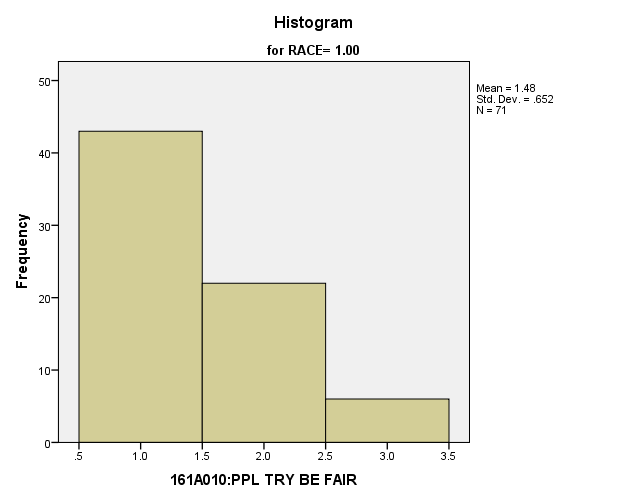 Histogram
for RACE= 1.00
Mean = 1.48
Std. Dev. = .652
N = 71
Frequency
50
40
30
20
10
0
.5 1.0 1.5 2.0 2.5 3.0 3.5
161A010:PPL TRY BE FAIR